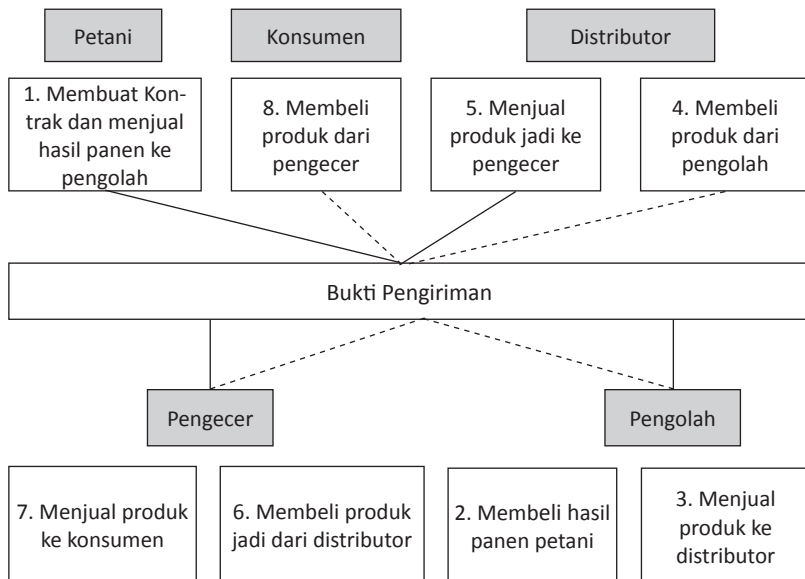 Petani
Konsumen
Distributor
1. Membuat Kon-
trak dan menjual
hasil panen ke
pengolah
8. Membeli
produk dari
pengecer
5. Menjual
produk jadi ke
pengecer
4. Membeli
produk dari
pengolah
Bukti Pengiriman
Pengecer
Pengolah
7. Menjual produk
ke konsumen
6. Membeli produk
jadi dari distributor
2. Membeli hasil
panen petani
3. Menjual
produk ke
distributor